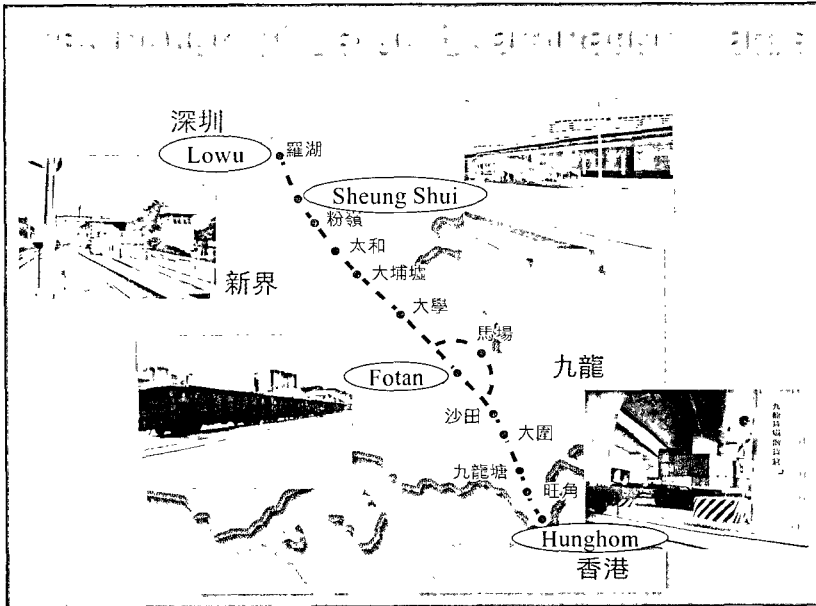 深圳
Lowu
羅湖
Sheung Shui
粉嶺
太和
大埔墟
新界
大學
馬場
九龍
Fotan
沙田
大圍
九龍塘
旺角
Hunghom
香港